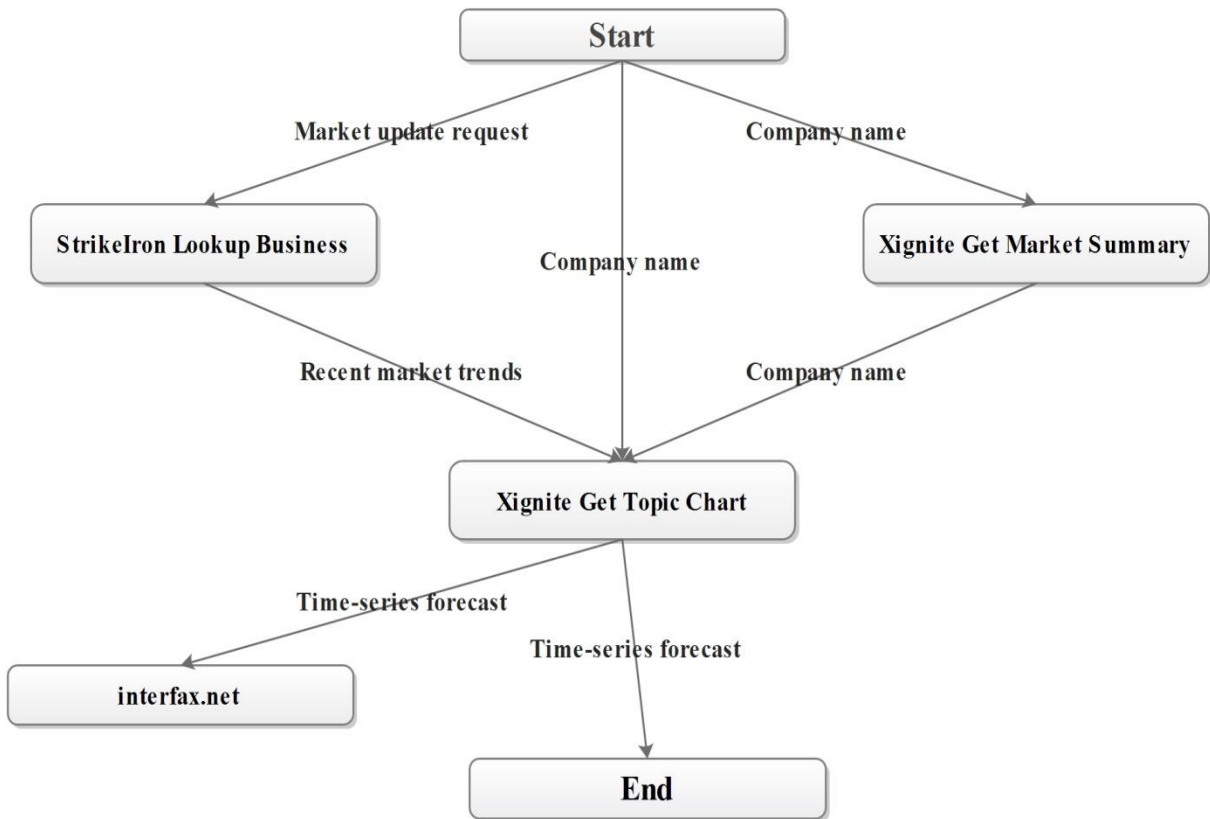 Start
Market update request
Company name
StrikeIron Lookup Business
Company name
Xignite Get Market Summary
Recent market trends
Company name
Xignite Get Topic Chart
Time-series forecast
Time-series forecast
interfax.net
End